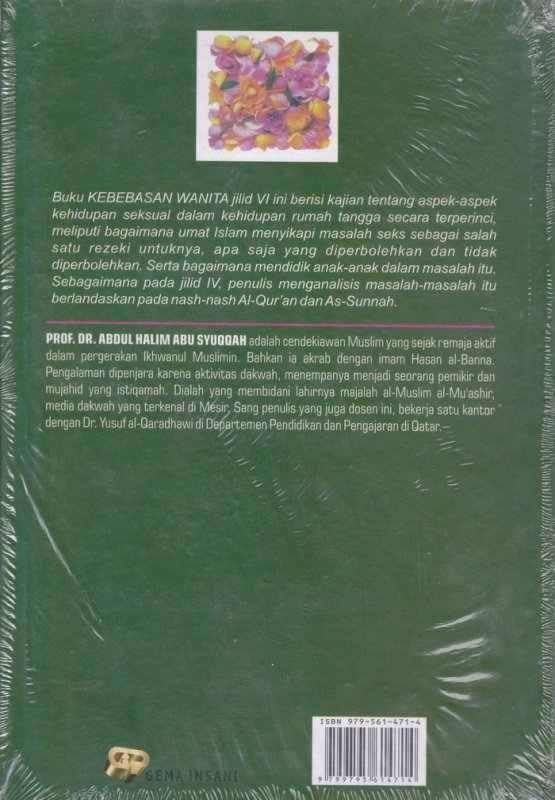 Buku KEBEBASAN WANITA jilid VI ini berisi kajian tentang aspek-aspek
kehidupan seksual dalam kehidupan rumah tangga secara terperinci,
meliputi bagaimana umat Islam menyikapi masalah seks sebagai salah
satu rezeki untuknya, apa saja yang diperbolehkan dan tidak
diperbolehkan. Serta bagaimana mendidik anak-anak dalam masalah itu.
Sebagaimana pada jilid IV, penulis menganalisis masalah-masalah itu
berlandaskan pada nash-nash Al-Qur'an dan As-Sunnah.
PROF. DR. ABDUL HALIM ABU SYUQQAH adalah cendekiawan Muslim yang sejak remaja aktif
dalam pergerakan Ikhwanul Muslimin. Bahkan ia akrab dengan imam Hasan al-Banna.
Pengalaman dipenjara karena aktivitas dakwah, menempanya menjadi seorang pemikir dan
mujahid yang istiqamah. Dialah yang membidani lahirnya majalah al-Muslim al-Mu'ashir,
media dakwah yang terkenal di Mesir. Sang penulis yang juga dosen ini, bekerja satu kantor
dengan Dr. Yusuf al-Qaradhawi di Departemen Pendidikan dan Pengajaran di Qatar.
ISBN 979-561-471-4
9 799795 614714
GEMA INSANI